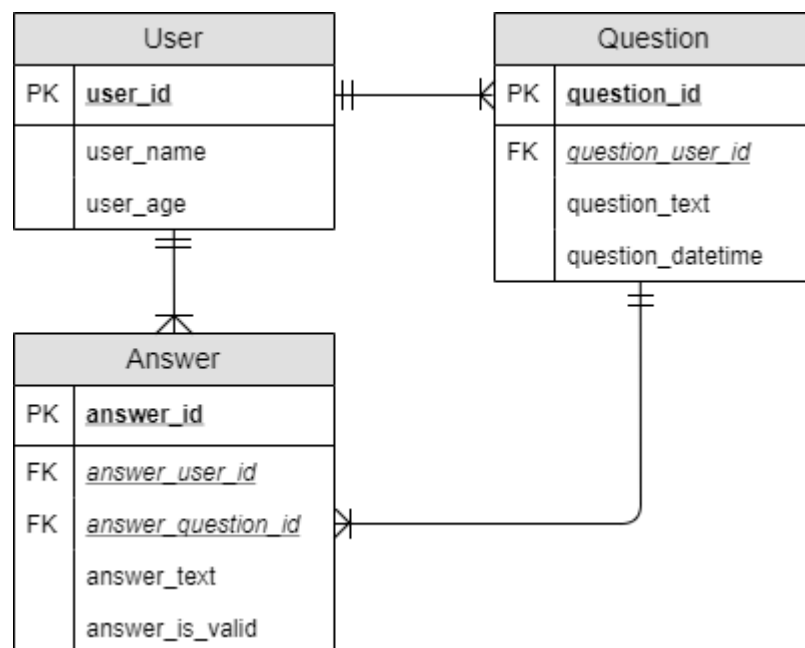 User
PK user_id
user_name
user_age
Question
PK question_id
FK question_user_id
question_text
question_datetime
Answer
PK answer_id
FK answer_user_id
FK answer_question_id
answer_text
answer_is_valid